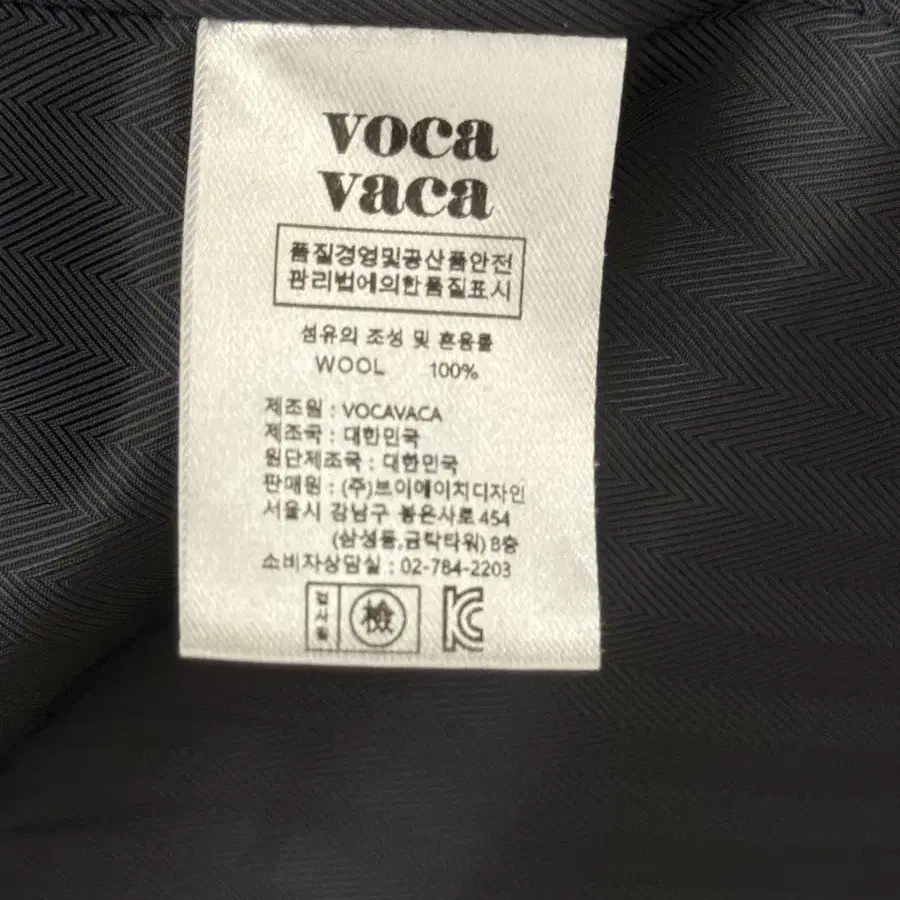 voca
vaca
품질경영및공산품안전
관리법에의한품질표시
섬유의 조성 및 혼용률
WOOL 100%
제조원 : VOCAVACA
제조국 : 대한민국
원단제조국 : 대한민국
판매원 : (주)브이에이치디자인
서울시 강남구 봉은사로 454
(삼성동,금탁타워) 8층
소비자상담실 : 02-784-2203
검사필 檢